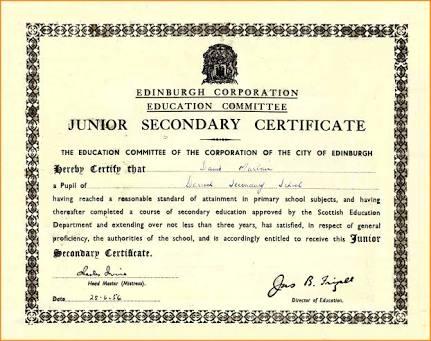 EDINBURGH CORPORATION
EDUCATION COMMITTEE
JUNIOR SECONDARY CERTIFICATE
THE EDUCATION COMMITTEE OF THE CORPORATION OF THE CITY OF EDINBURGH
Hereby Certify that
a Pupil of Secondary School
having reached a reasonable standard of attainment in primary school subjects, and having
thereafter completed a course of secondary education approved by the Scottish Education
Department and extending over not less than three years, has satisfied, in respect of general
proficiency, the authorities of the school, and is accordingly entitled to receive this Junior
Secondary Certificate.
Head Master (Mistress).
Jas B.
Date 28-6-56
Director of Education.